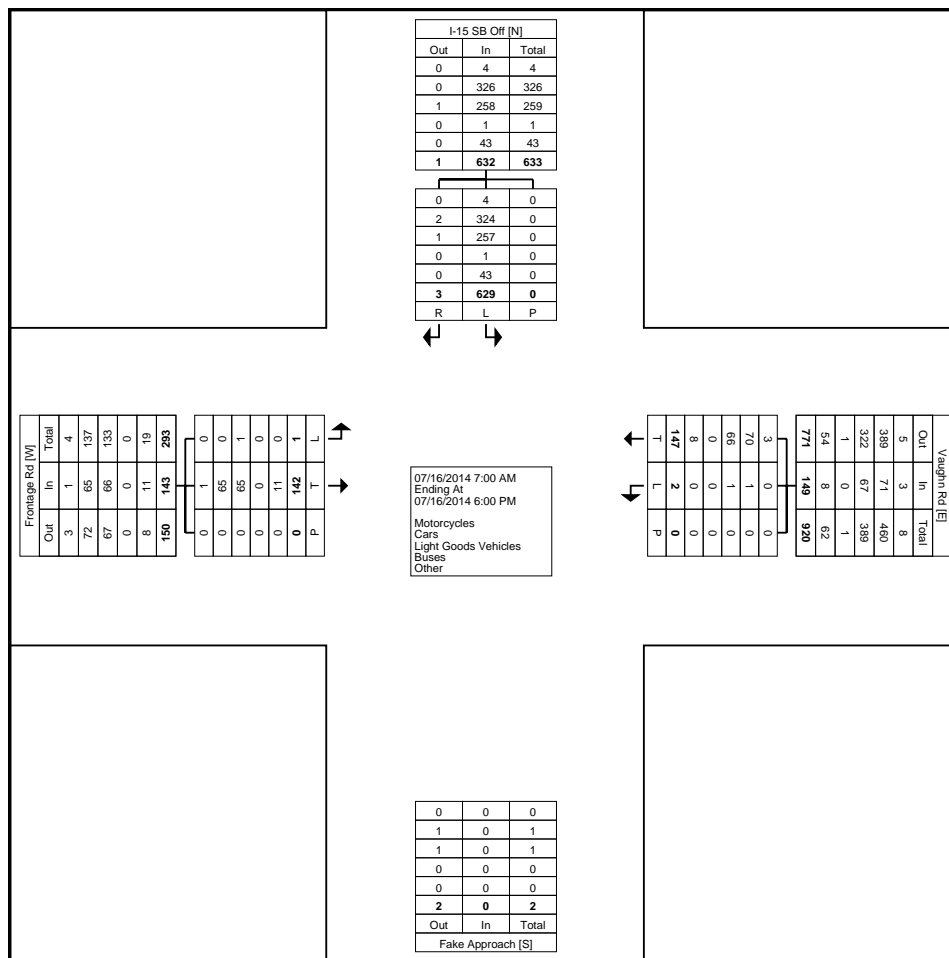 I-15 SB Off [N]
Out In Total
0 4 4
0 326 326
1 258 259
0 1 1
0 43 43
1 632 633
0 4 0
2 324 0
1 257 0
0 1 0
0 43 0
3 629 0
R L P
Frontage Rd [W]
Out In Total
3 1 4
72 65 137
67 66 133
0 0 0
8 11 19
150 143 293
0 1 0
0 65 0
0 65 1
0 0 0
0 11 0
0 142 1
P T L
07/16/2014 7:00 AM
Ending At
07/16/2014 6:00 PM
Motorcycles
Cars
Light Goods Vehicles
Buses
Other
Vaughn Rd [E]
Out In Total
5 3 8
389 71 460
322 67 389
1 0 1
54 8 62
771 149 920
3 0 0
70 1 0
66 1 0
0 0 0
8 0 0
147 2 0
T L P
0 0 0
1 0 1
1 0 1
0 0 0
0 0 0
2 0 2
Out In Total
Fake Approach [S]